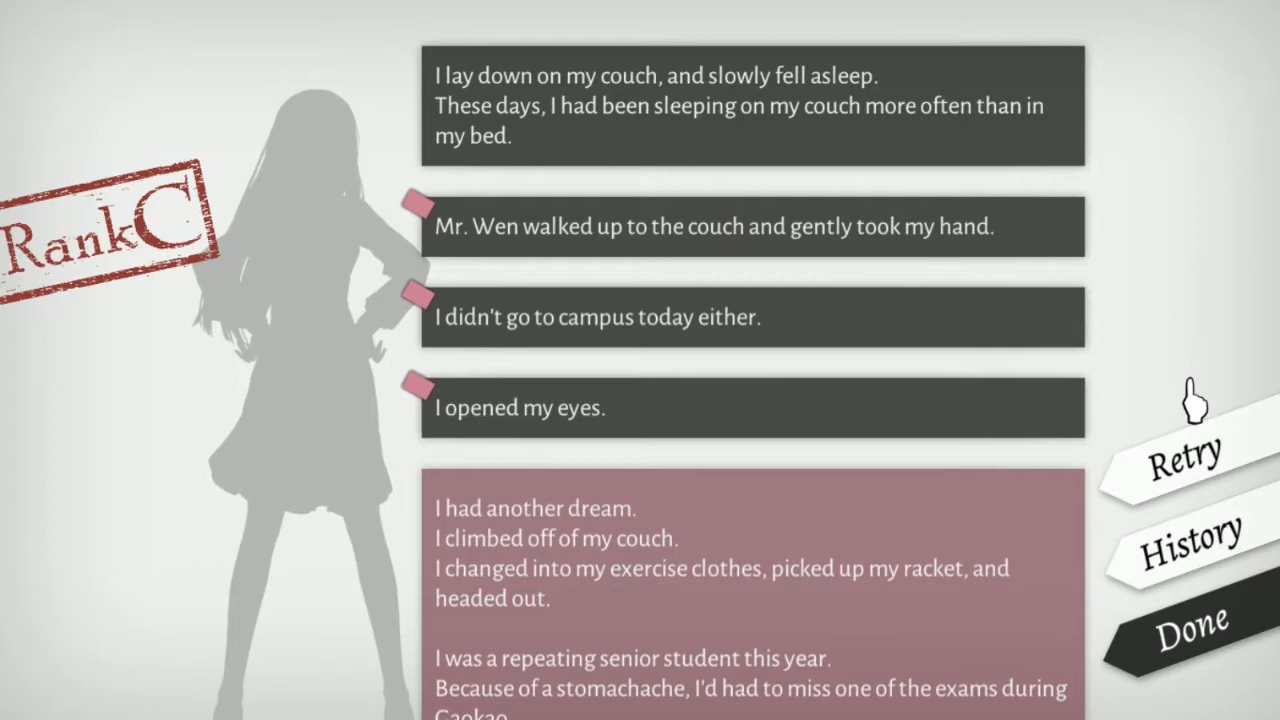 I lay down on my couch, and slowly fell asleep.
These days, I had been sleeping on my couch more often than in
my bed.
Rank C
Mr. Wen walked up to the couch and gently took my hand.
I didn't go to campus today either.
I opened my eyes.
Retry
I had another dream.
I climbed off of my couch.
I changed into my exercise clothes, picked up my racket, and
headed out.
History
Done
I was a repeating senior student this year.
Because of a stomachache, I'd had to miss one of the exams during
Gaokao